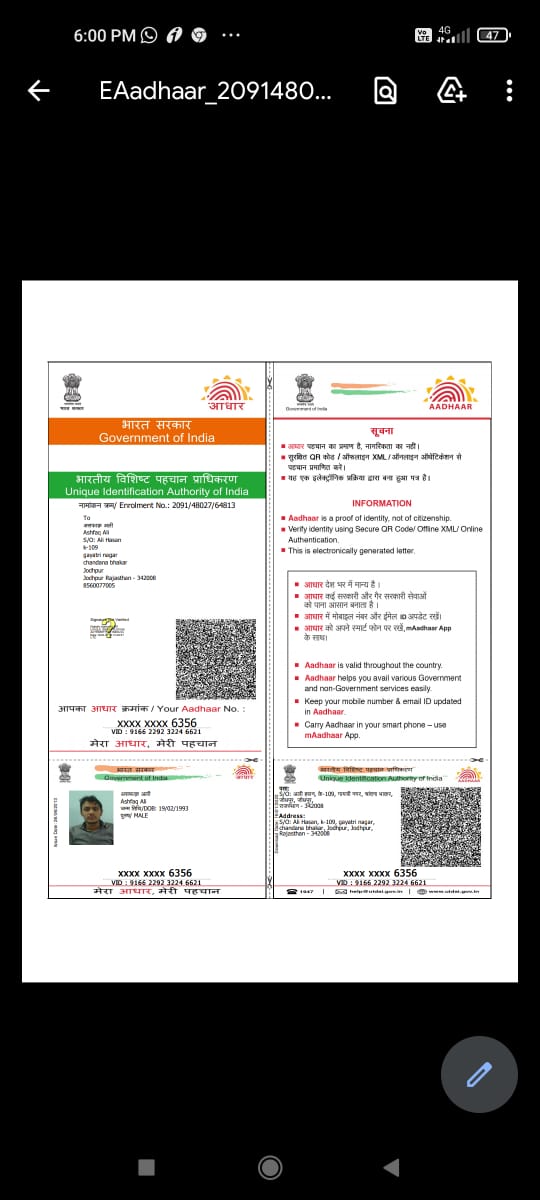 6:00 PM
Vo LTE 4G 47
EAadhaar_2091480...
भारत सरकार
आधार
Government of India
AADHAAR
भारत सरकार
Government of India
भारतीय विशिष्ट पहचान प्राधिकरण
Unique Identification Authority of India
नामांकन क्रम/ Enrolment No.: 2091/48027/64813
To
अशफाक अली
Ashfaq Ali
S/O: Ali Hasan
k-109
gayatri nagar
chandana bhakar
Jodhpur
Jodhpur Rajasthan - 342008
8560077005
आपका आधार क्रमांक / Your Aadhaar No. :
xxxx xxxx 6356
VID : 9166 2292 3224 6621
मेरा आधार, मेरी पहचान
सूचना
आधार पहचान का प्रमाण है, नागरिकता का नहीं।
सुरक्षित QR कोड / ऑफलाइन XML / ऑनलाइन ऑथेंटिकेशन से
पहचान प्रमाणित करें।
यह एक इलेक्ट्रॉनिक प्रक्रिया द्वारा बना हुआ पत्र है।
INFORMATION
Aadhaar is a proof of identity, not of citizenship.
Verify identity using Secure QR Code/ Offline XML/ Online
Authentication.
This is electronically generated letter.
आधार देश भर में मान्य है।
आधार कई सरकारी और गैर सरकारी सेवाओं
को पाना आसान बनाता है।
आधार में मोबाइल नंबर और ईमेल ID अपडेट रखें।
आधार को अपने स्मार्ट फोन पर रखें, mAadhaar App
के साथ।
Aadhaar is valid throughout the country.
Aadhaar helps you avail various Government
and non-Government services easily.
Keep your mobile number & email ID updated
in Aadhaar.
Carry Aadhaar in your smart phone – use
mAadhaar App.
भारत सरकार
Government of India
आधार
अशफाक अली
Ashfaq Ali
जन्म तिथि/DOB: 19/02/1993
पुरुष/ MALE
xxxx xxxx 6356
VID : 9166 2292 3224 6621
मेरा आधार, मेरी पहचान
भारतीय विशिष्ट पहचान प्राधिकरण
Unique Identification Authority of India
AADHAAR
पता:
राजस्थान - 342008
Address:
S/O: Ali Hasan, k-109, gayatri nagar,
chandana bhakar, Jodhpur, Jodhpur,
Rajasthan - 342008
xxxx xxxx 6356
VID : 9166 2292 3224 6621
1947 | help@uidai.gov.in | www.uidai.gov.in